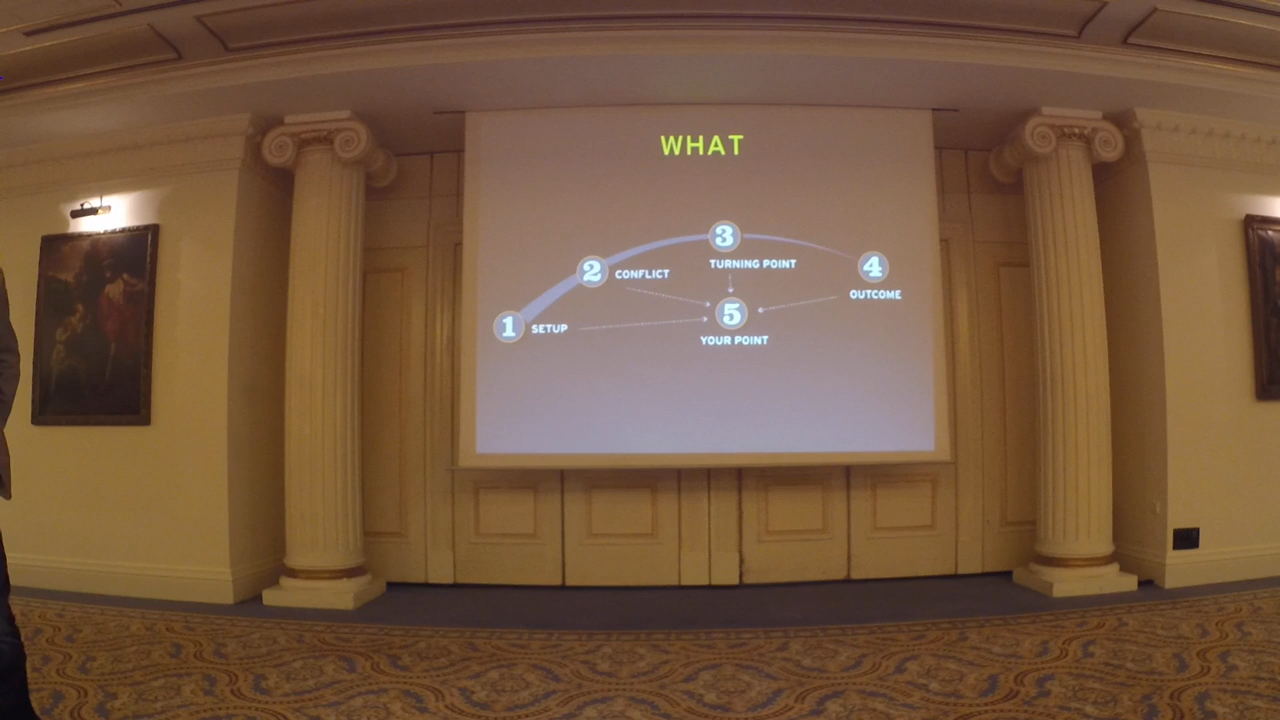 WHAT
3
TURNING POINT
2 CONFLICT
4
OUTCOME
1 SETUP
5
YOUR POINT